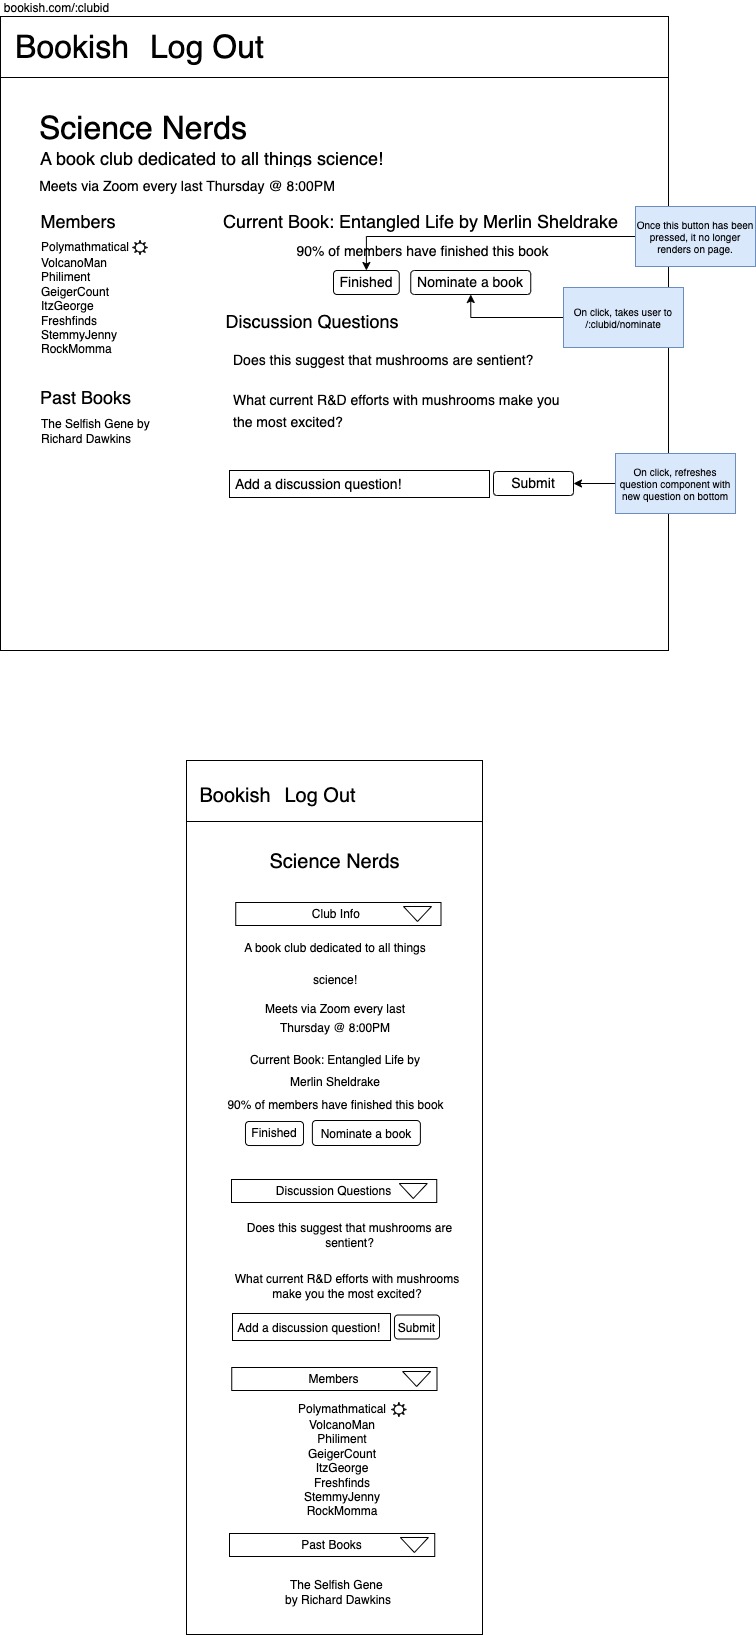 bookish.com/:clubid
Bookish Log Out
Science Nerds
A book club dedicated to all things science!
Meets via Zoom every last Thursday @ 8:00PM
Members
Polymathmatical
VolcanoMan
Philiment
GeigerCount
ItzGeorge
Freshfinds
StemmyJenny
RockMomma
Past Books
The Selfish Gene by
Richard Dawkins
Current Book: Entangled Life by Merlin Sheldrake
90% of members have finished this book
Finished
Nominate a book
Once this button has been
pressed, it no longer
renders on page.
On click, takes user to
/:clubid/nominate
Discussion Questions
Does this suggest that mushrooms are sentient?
What current R&D efforts with mushrooms make you
the most excited?
Add a discussion question!
Submit
On click, refreshes
question component with
new question on bottom
Bookish Log Out
Science Nerds
Club Info
A book club dedicated to all things
science!
Meets via Zoom every last
Thursday @ 8:00PM
Current Book: Entangled Life by
Merlin Sheldrake
90% of members have finished this book
Finished
Nominate a book
Discussion Questions
Does this suggest that mushrooms are
sentient?
What current R&D efforts with mushrooms
make you the most excited?
Add a discussion question!
Submit
Members
Polymathmatical
VolcanoMan
Philiment
GeigerCount
ItzGeorge
Freshfinds
StemmyJenny
RockMomma
Past Books
The Selfish Gene
by Richard Dawkins